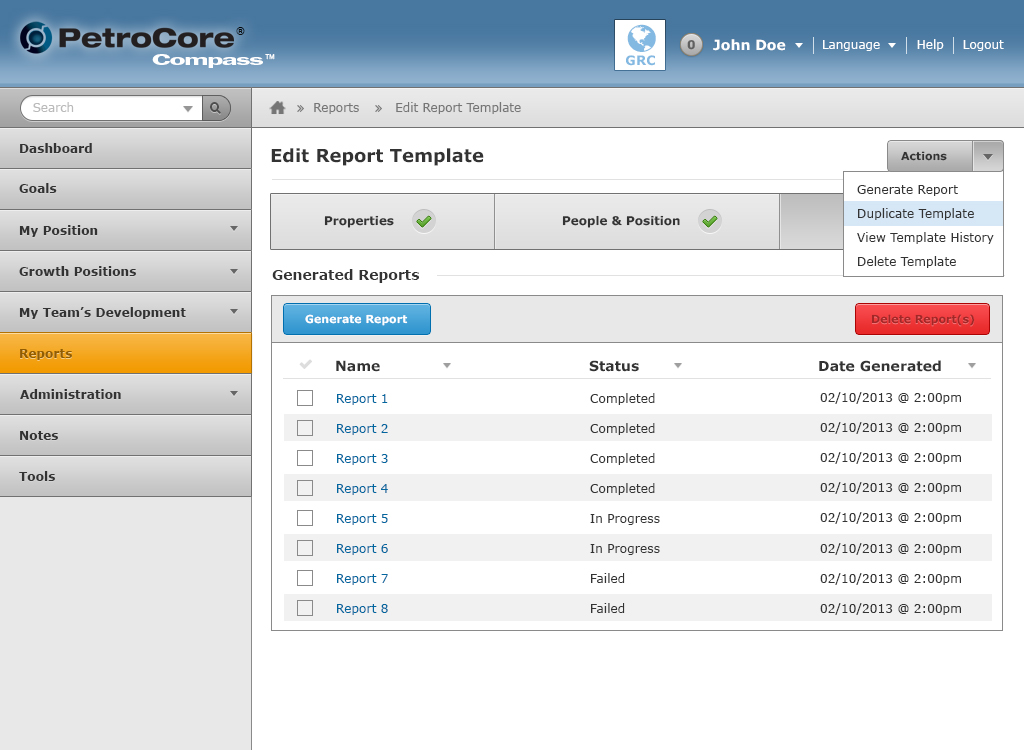 PetroCore®
Compass™
GRC
0 John Doe Language Help Logout
Search
» Reports » Edit Report Template
Dashboard
Goals
My Position
Growth Positions
My Team’s Development
Reports
Administration
Notes
Tools
Edit Report Template
Actions
Generate Report
Duplicate Template
View Template History
Delete Template
Properties People & Position
Generated Reports
Generate Report Delete Report(s)
Name Status Date Generated
Report 1 Completed 02/10/2013 @ 2:00pm
Report 2 Completed 02/10/2013 @ 2:00pm
Report 3 Completed 02/10/2013 @ 2:00pm
Report 4 Completed 02/10/2013 @ 2:00pm
Report 5 In Progress 02/10/2013 @ 2:00pm
Report 6 In Progress 02/10/2013 @ 2:00pm
Report 7 Failed 02/10/2013 @ 2:00pm
Report 8 Failed 02/10/2013 @ 2:00pm